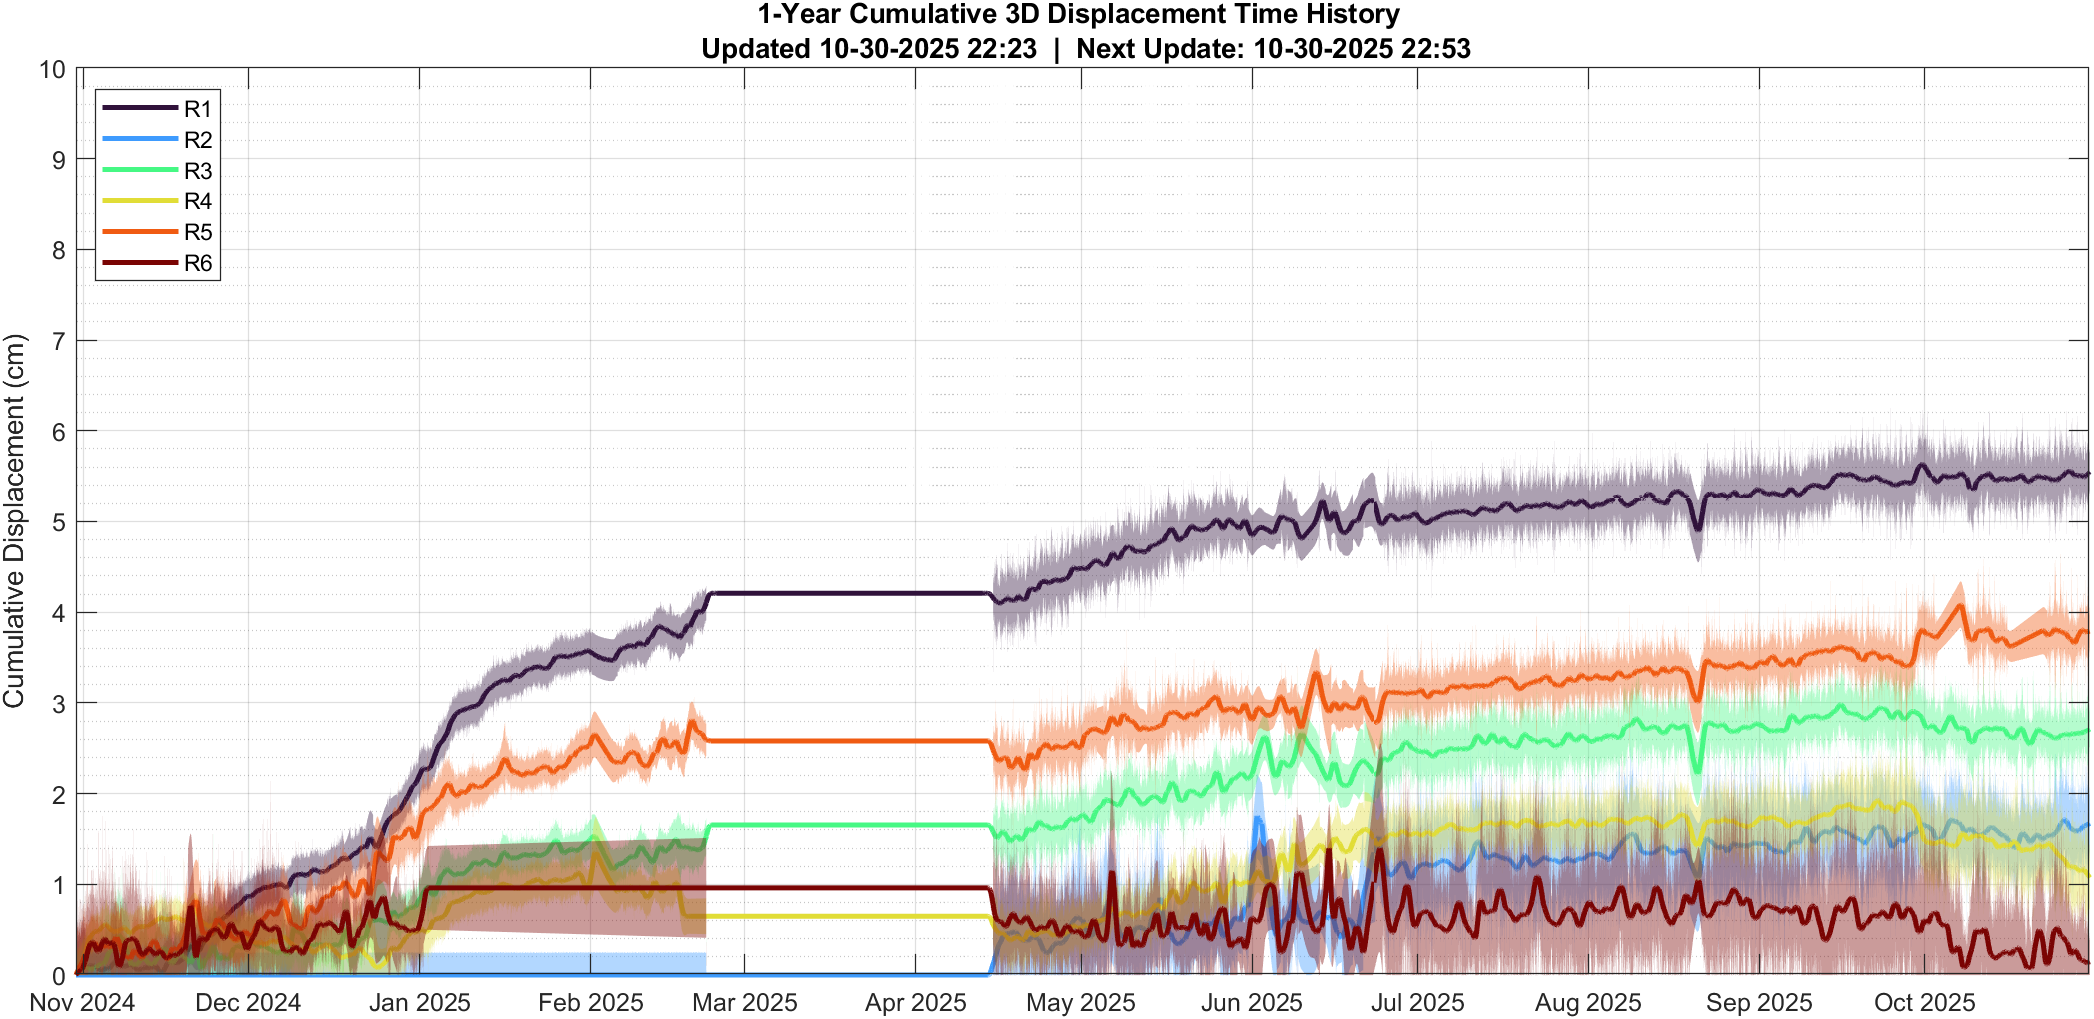 1-Year Cumulative 3D Displacement Time History
Updated 10-30-2025 22:23 | Next Update: 10-30-2025 22:53
10
9
8
7
6
5
4
3
2
1
0
Cumulative Displacement (cm)
R1
R2
R3
R4
R5
R6
Nov 2024 Dec 2024 Jan 2025 Feb 2025 Mar 2025 Apr 2025 May 2025 Jun 2025 Jul 2025 Aug 2025 Sep 2025 Oct 2025